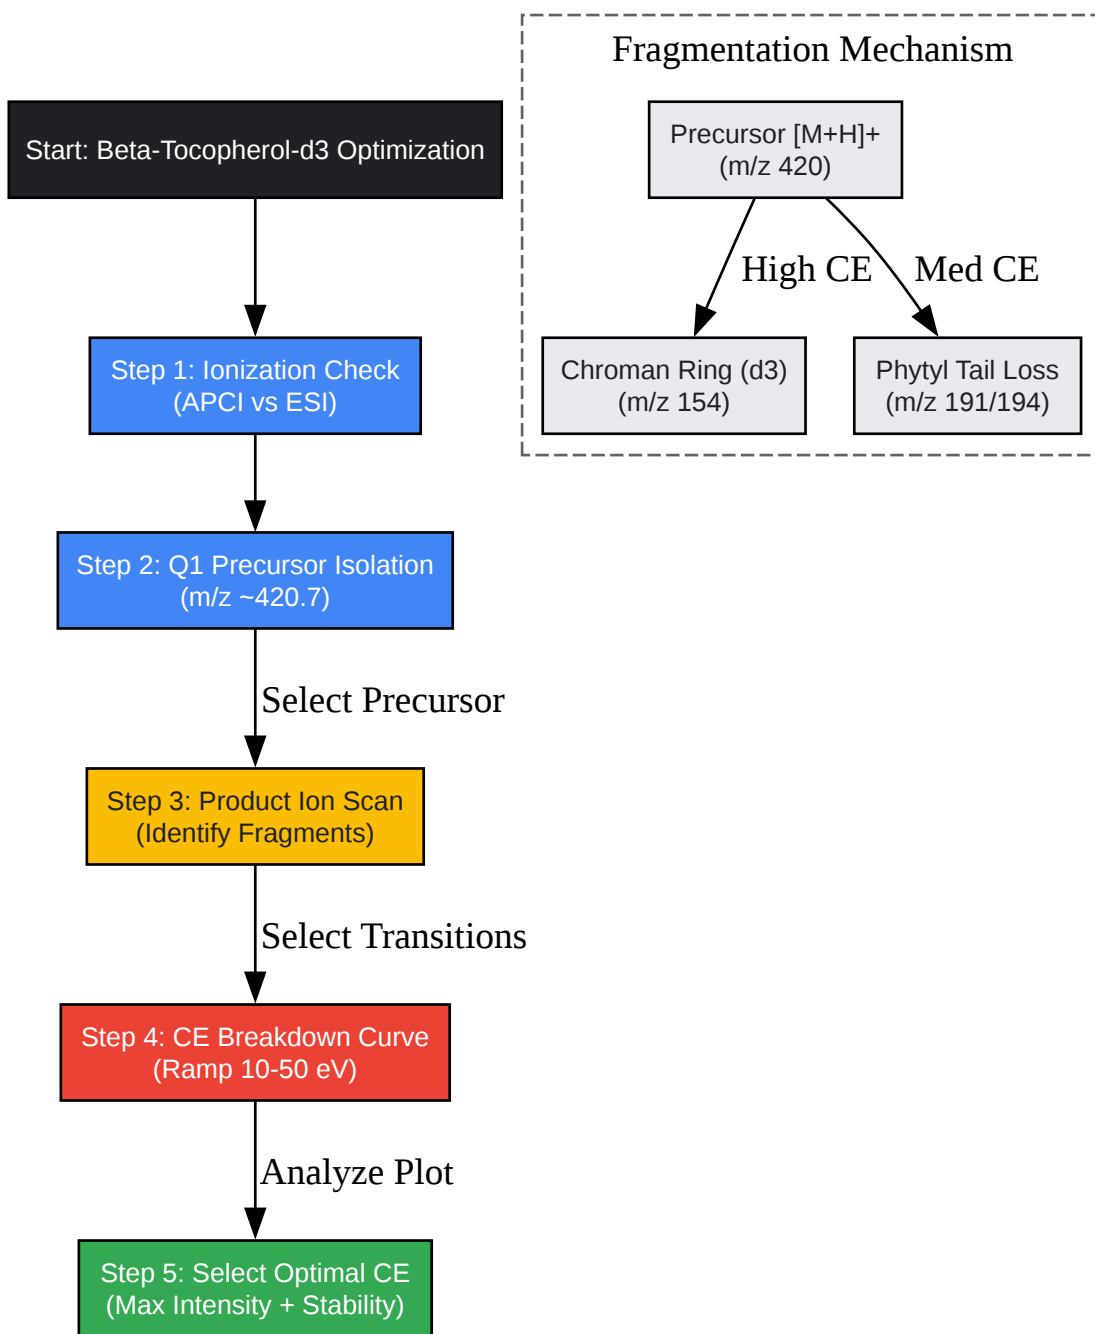 Start: Beta-Tocopherol-d3 Optimization
Step 1: Ionization Check
(APCI vs ESI)
Step 2: Q1 Precursor Isolation
(m/z ~420.7)
Select Precursor
Step 3: Product Ion Scan
(Identify Fragments)
Select Transitions
Step 4: CE Breakdown Curve
(Ramp 10-50 eV)
Analyze Plot
Step 5: Select Optimal CE
(Max Intensity + Stability)
Fragmentation Mechanism
Precursor [M+H]+
(m/z 420)
High CE
Med CE
Chroman Ring (d3)
(m/z 154)
Phytyl Tail Loss
(m/z 191/194)